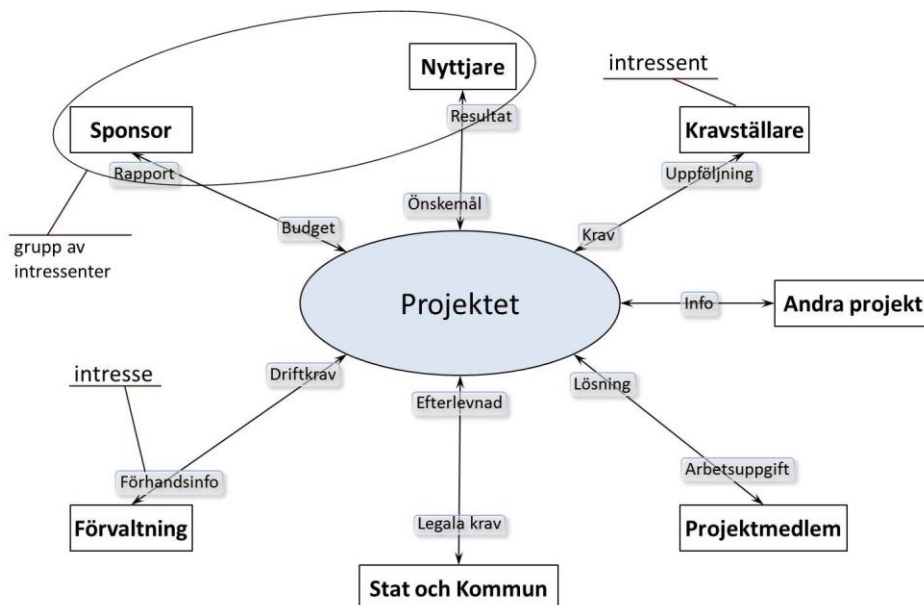 Nyttjare
intressent
Sponsor
Resultat
Kravställare
Rapport
Uppföljning
Önskemål
Budget
Krav
grupp av
intressenter
Projektet
Info
Andra projekt
intresse
Driftkrav
Efterlevnad
Lösning
Förhandsinfo
Arbetsuppgift
Förvaltning
Legala krav
Projektmedlem
Stat och Kommun